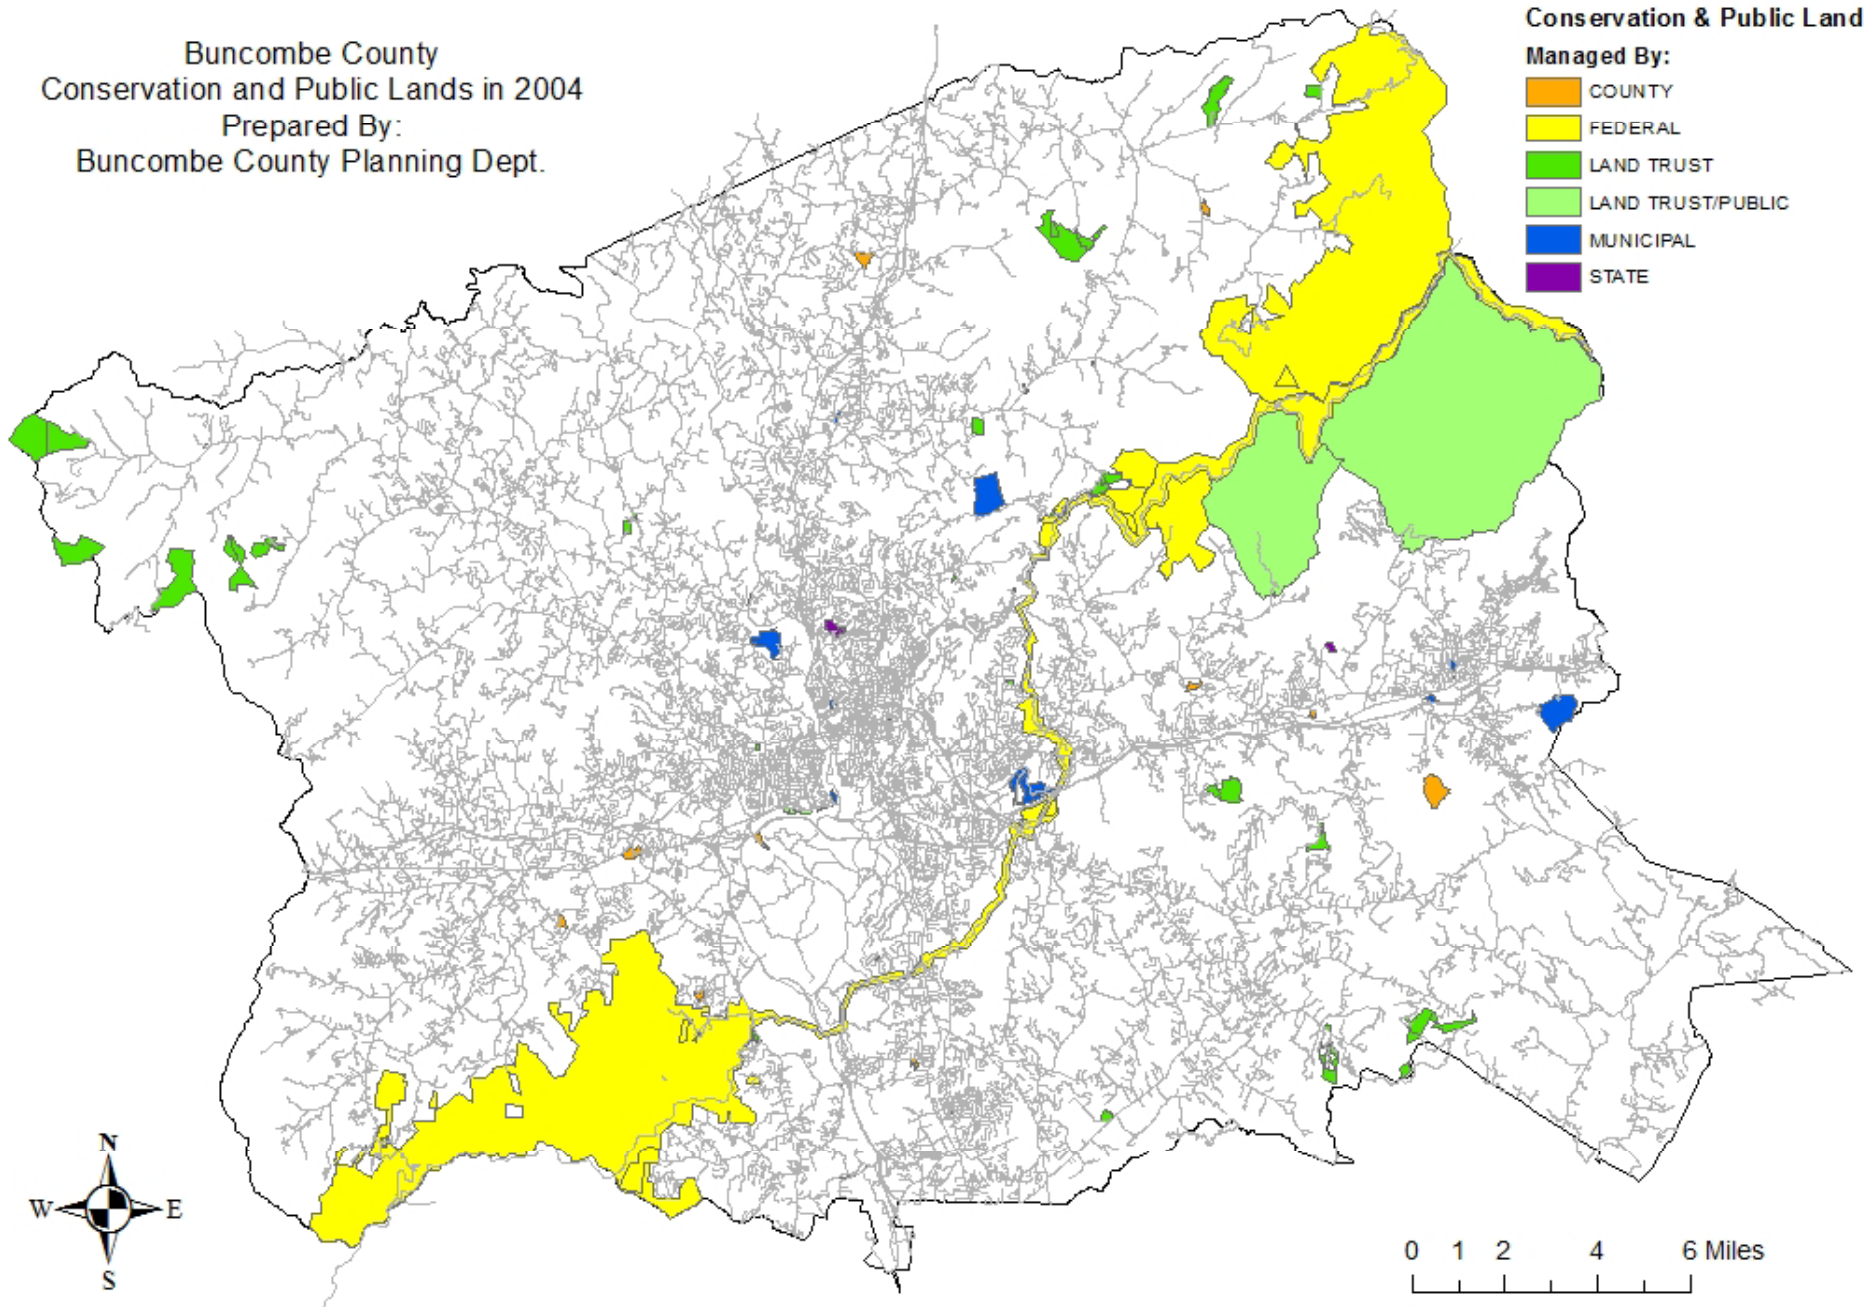 Buncombe County
Conservation and Public Lands in 2004
Prepared By:
Buncombe County Planning Dept.
Conservation & Public Land
Managed By:
COUNTY
FEDERAL
LAND TRUST
LAND TRUST/PUBLIC
MUNICIPAL
STATE
N
W E
S
0 1 2 4 6 Miles